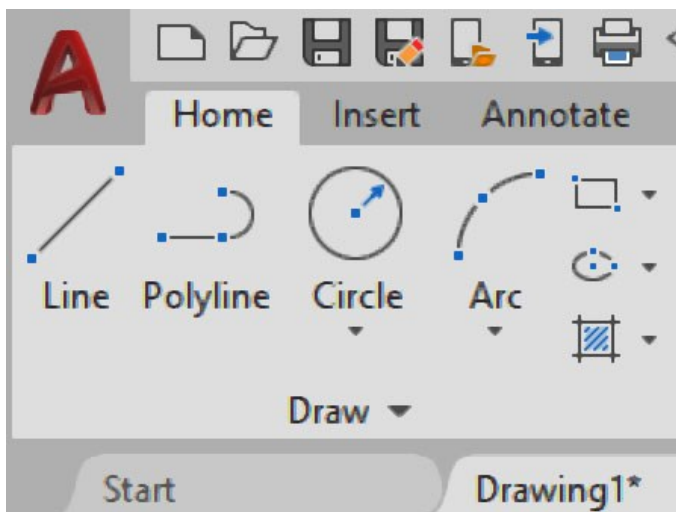 Home Insert Annotate
Line Polyline Circle Arc
Draw
Start Drawing1*